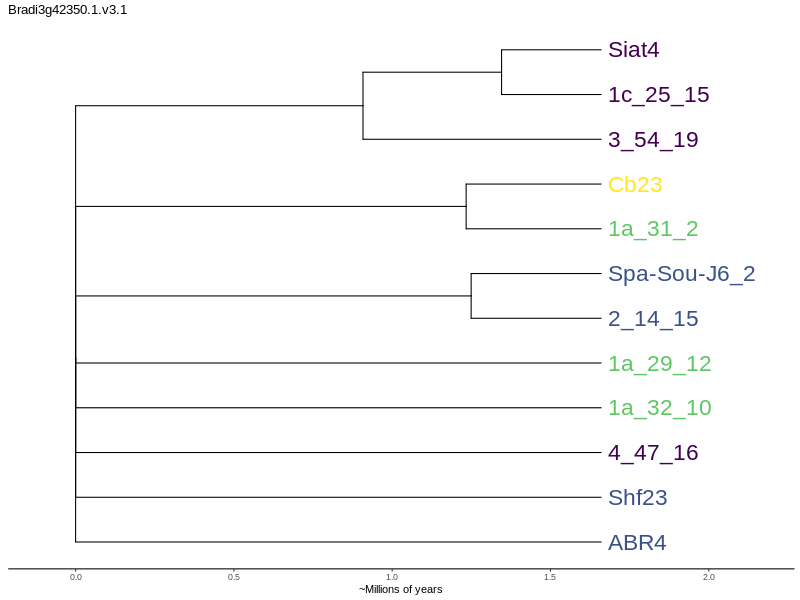 Bradi3g42350.1.v3.1
Siat4
1c_25_15
3_54_19
Cb23
1a_31_2
Spa-Sou-J6_2
2_14_15
1a_29_12
1a_32_10
4_47_16
Shf23
ABR4
0.0 0.5 1.0 1.5 2.0
~Millions of years